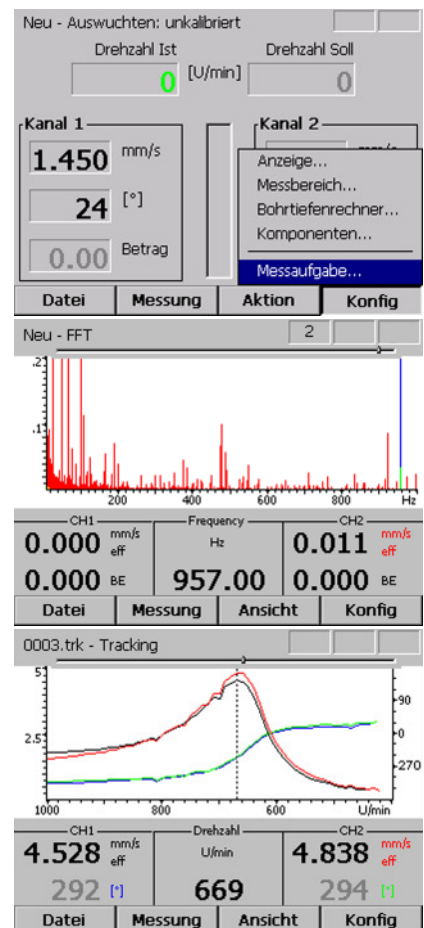 Neu - Auswuchten: unkalibriert
Drehzahl Ist Drehzahl Soll
0 [U/min] 0
Kanal 1 Kanal 2
1.450 mm/s
24 [°]
0.00 Betrag
Anzeige...
Messbereich...
Bohrtiefenrechner...
Komponenten...
Messaufgabe...
Datei Messung Aktion Konfig
Neu - FFT 2
.21
.11
200 400 600 800 Hz
CH1 Frequency CH2
0.000 mm/s eff Hz 0.011 mm/s eff
0.000 BE 957.00 0.000 BE
Datei Messung Ansicht Konfig
0003.trk - Tracking
5
90
2.5
0
270
1000 800 600 U/min
CH1 Drehzahl CH2
4.528 mm/s eff U/min 4.838 mm/s eff
292 [°] 669 294 [°]
Datei Messung Ansicht Konfig